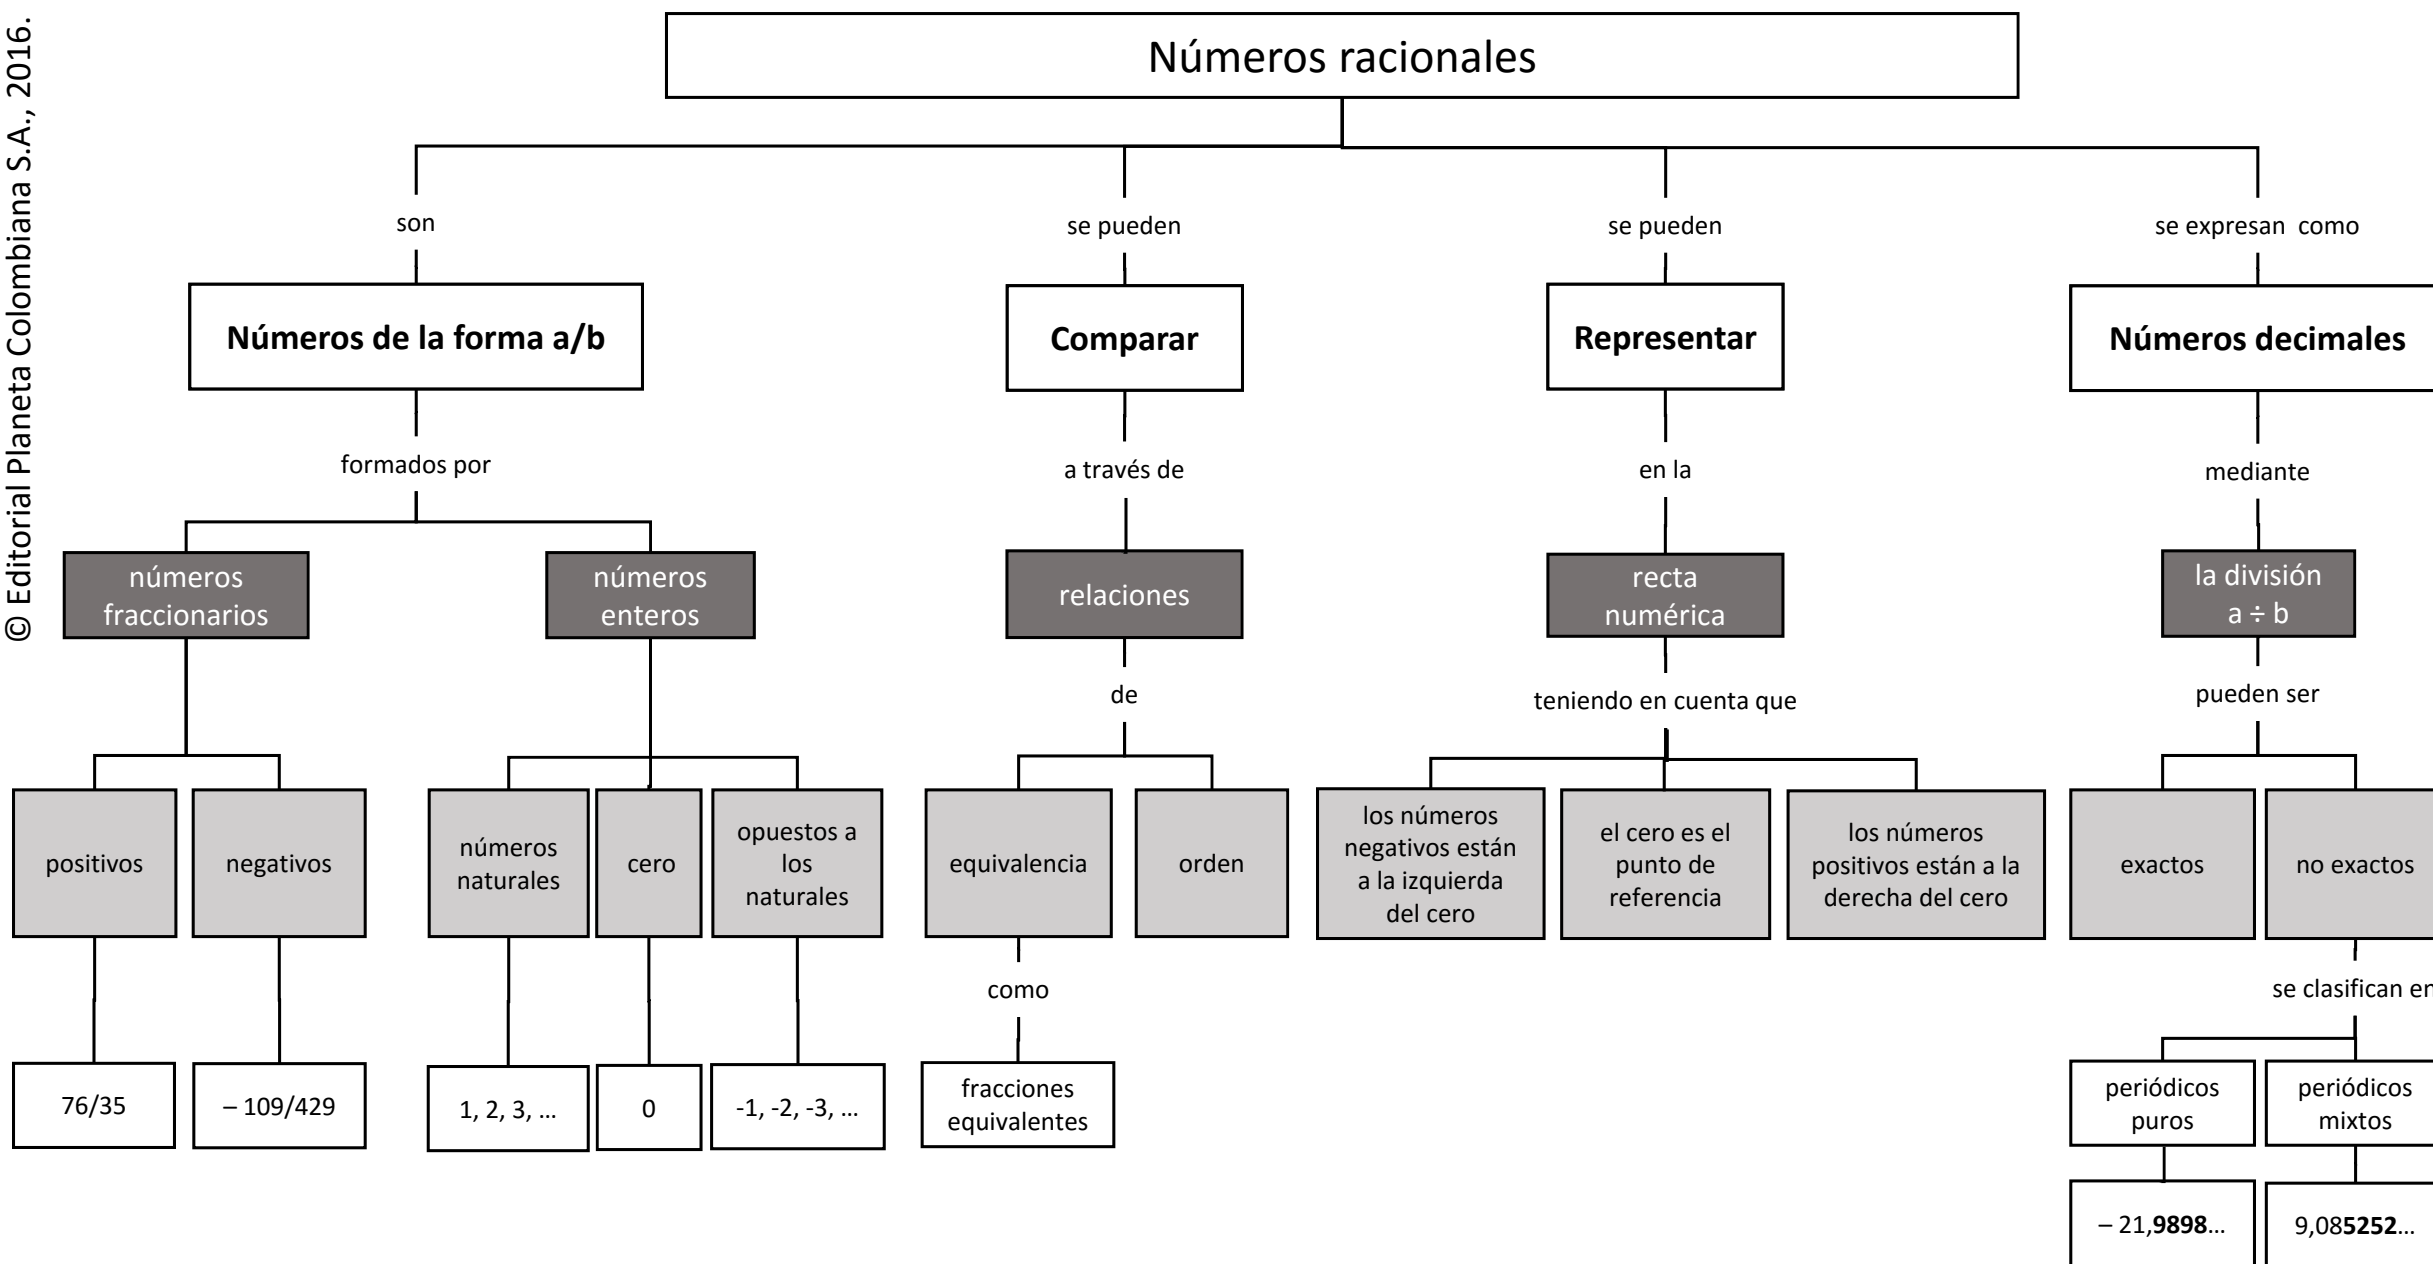 © Editorial Planeta Colombiana S.A., 2016.
Números racionales
son
se pueden
se pueden
se expresan como
Números de la forma a/b
Comparar
Representar
Números decimales
formados por
a través de
en la
mediante
números
fraccionarios
números
enteros
relaciones
recta
numérica
la división
a ÷ b
de
teniendo en cuenta que
pueden ser
positivos
negativos
números
naturales
cero
opuestos a
los
naturales
equivalencia
orden
los números
negativos están
a la izquierda
del cero
el cero es el
punto de
referencia
los números
positivos están a la
derecha del cero
exactos
no exactos
como
se clasifican en
76/35
– 109/429
1, 2, 3, ...
0
-1, -2, -3, ...
fracciones
equivalentes
periódicos
puros
periódicos
mixtos
– 21,9898...
9,085252...